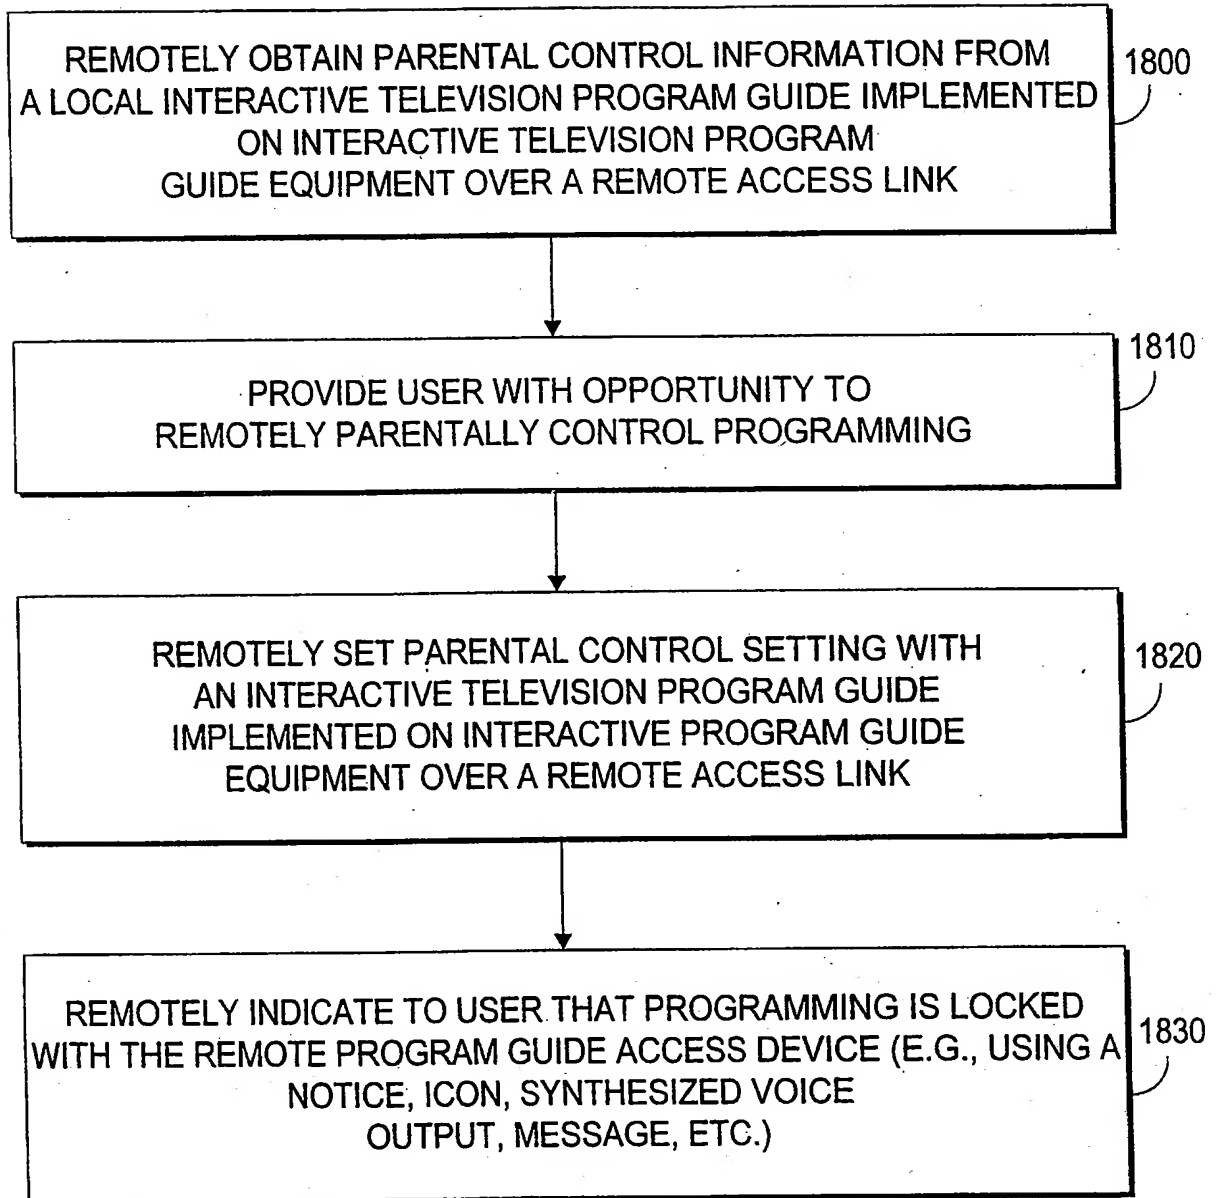 REMOTELY OBTAIN PARENTAL CONTROL INFORMATION FROM
A LOCAL INTERACTIVE TELEVISION PROGRAM GUIDE IMPLEMENTED
ON INTERACTIVE TELEVISION PROGRAM
GUIDE EQUIPMENT OVER A REMOTE ACCESS LINK
1800
PROVIDE USER WITH OPPORTUNITY TO
REMOTELY PARENTALLY CONTROL PROGRAMMING
1810
REMOTELY SET PARENTAL CONTROL SETTING WITH
AN INTERACTIVE TELEVISION PROGRAM GUIDE
IMPLEMENTED ON INTERACTIVE PROGRAM GUIDE
EQUIPMENT OVER A REMOTE ACCESS LINK
1820
REMOTELY INDICATE TO USER THAT PROGRAMMING IS LOCKED
WITH THE REMOTE PROGRAM GUIDE ACCESS DEVICE (E.G., USING A
NOTICE, ICON, SYNTHESIZED VOICE
OUTPUT, MESSAGE, ETC.)
1830